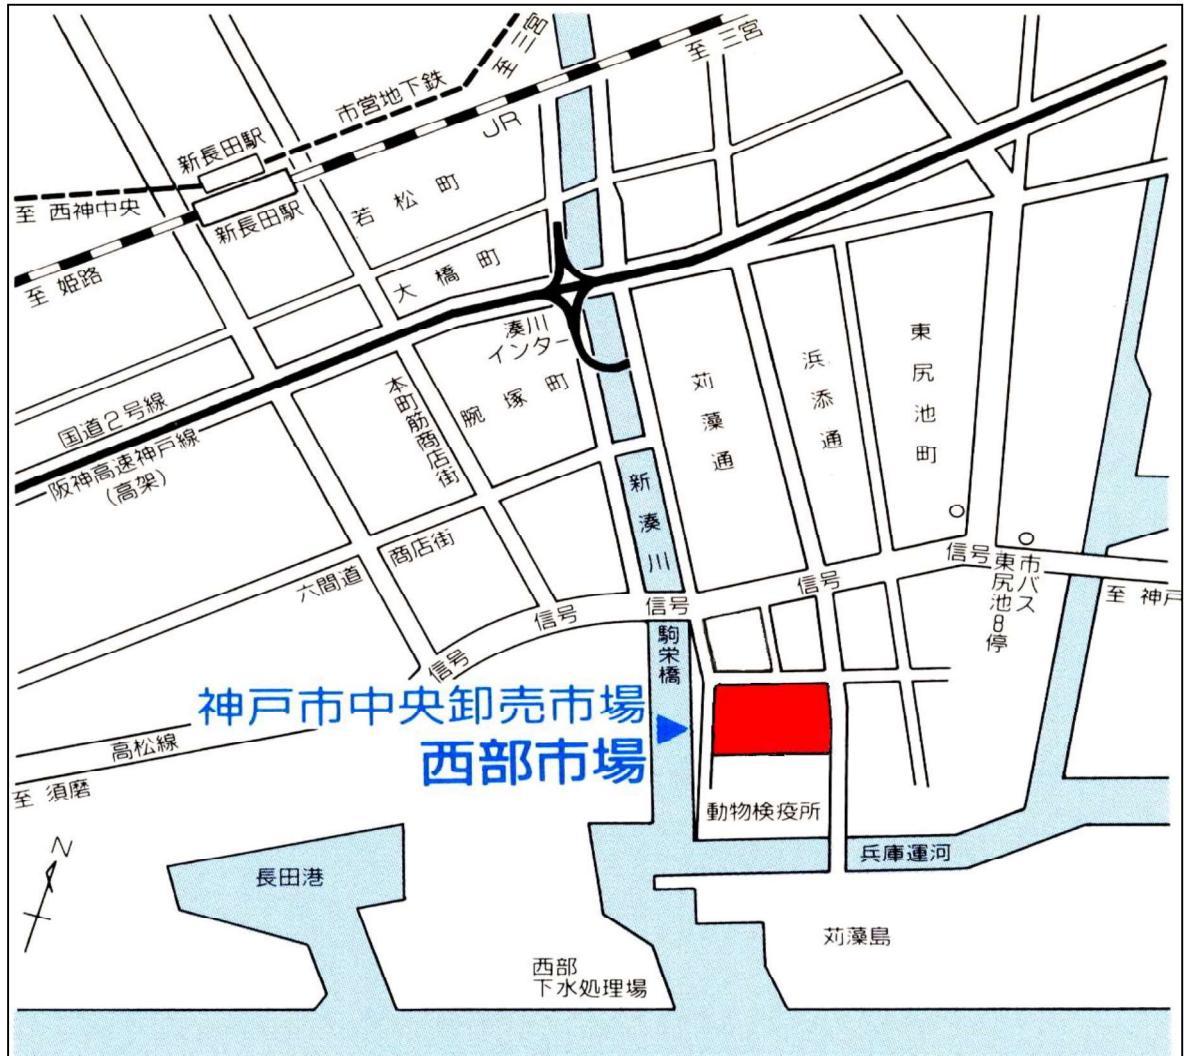 至 三宮
至 三宮
市営地下鉄
JR
新長田駅
至 西神中央
新長田駅
至 姫路
若松町
大橋町
湊川
インター
国道2号線
阪神高速神戸線
(高架)
本町筋商店街
腕塚町
苅藻通
浜添通
東尻池町
新湊川
六間道
商店街
信号
信号
信号
信号
信号
市バス
東尻池8停
至 神戸
駒栄橋
神戸市中央卸売市場
西部市場
高松線
至 須磨
動物検疫所
兵庫運河
N
長田港
苅藻島
西部
下水処理場